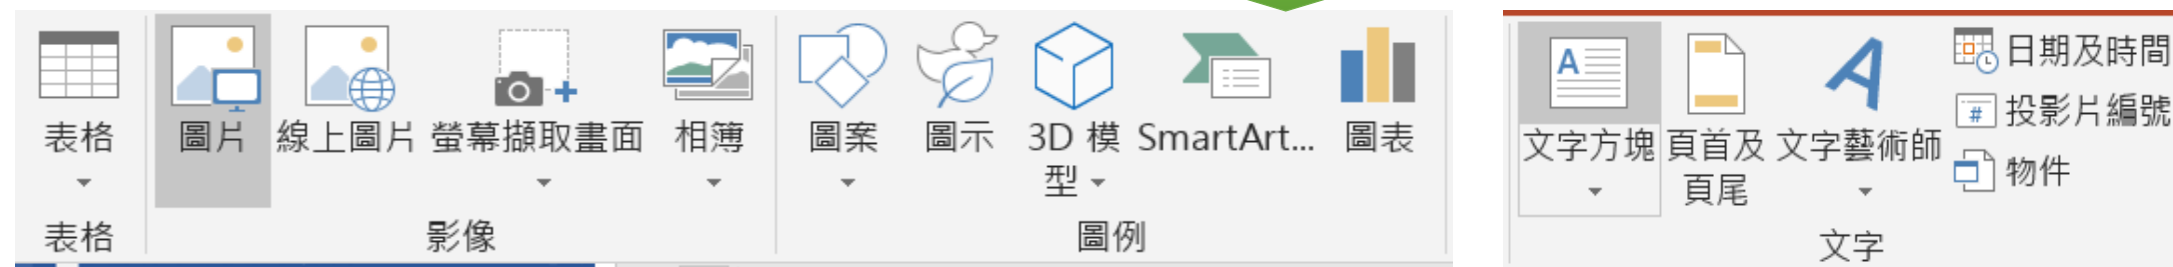 表格
圖片
線上圖片
螢幕擷取畫面
相簿
圖案
圖示
3D 模
型
SmartArt...
圖表
表格
影像
圖例
A
文字方塊
頁首及
頁尾
A
文字藝術師
日期及時間
#
投影片編號
物件
文字